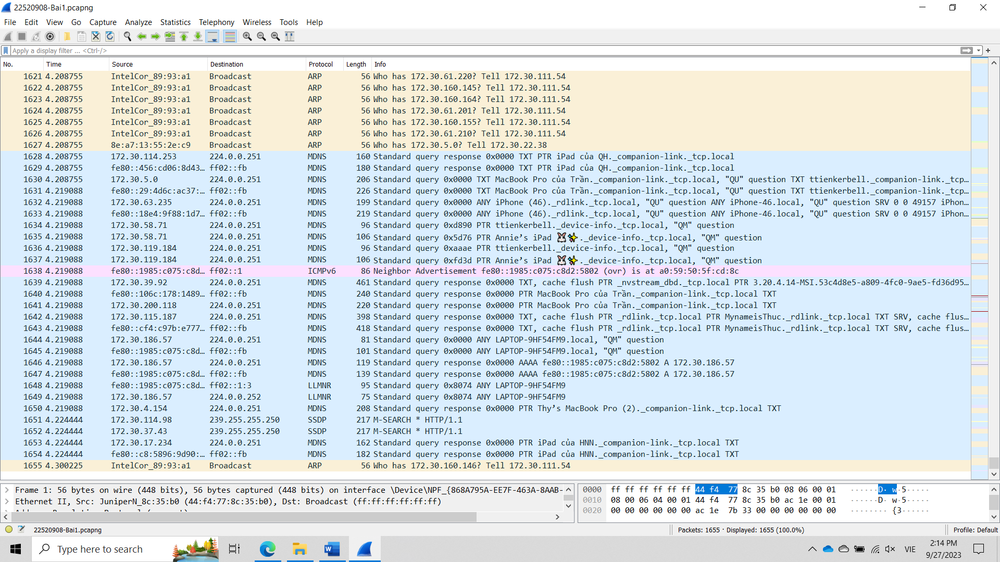 22520908-Bai1.pcapng
File Edit View Go Capture Analyze Statistics Telephony Wireless Tools Help
Apply a display filter ... <Ctrl-/>
No. Time Source Destination Protocol Length Info
1621 4.208755 IntelCor_89:93:a1 Broadcast ARP 56 Who has 172.30.61.220? Tell 172.30.111.54
1622 4.208755 IntelCor_89:93:a1 Broadcast ARP 56 Who has 172.30.160.145? Tell 172.30.111.54
1623 4.208755 IntelCor_89:93:a1 Broadcast ARP 56 Who has 172.30.160.164? Tell 172.30.111.54
1624 4.208755 IntelCor_89:93:a1 Broadcast ARP 56 Who has 172.30.61.201? Tell 172.30.111.54
1625 4.208755 IntelCor_89:93:a1 Broadcast ARP 56 Who has 172.30.160.155? Tell 172.30.111.54
1626 4.208755 IntelCor_89:93:a1 Broadcast ARP 56 Who has 172.30.61.210? Tell 172.30.111.54
1627 4.208755 8e:a7:13:55:2e:c9 Broadcast ARP 56 Who has 172.30.5.0? Tell 172.30.22.38
1628 4.208755 172.30.114.253 224.0.0.251 MDNS 160 Standard query response 0x0000 TXT PTR iPad của QH._companion-link._tcp.local
1629 4.208755 fe80::456:cd06:8d43… ff02::fb MDNS 180 Standard query response 0x0000 TXT PTR iPad của QH._companion-link._tcp.local
1630 4.208755 172.30.5.0 224.0.0.251 MDNS 206 Standard query 0x0000 TXT MacBook Pro của Trần._companion-link._tcp.local, "QU" question TXT ttienkerbell._companion-link._tcp…
1631 4.219088 fe80::29:4d6c:ac37:… ff02::fb MDNS 226 Standard query 0x0000 TXT MacBook Pro của Trần._companion-link._tcp.local, "QU" question TXT ttienkerbell._companion-link._tcp…
1632 4.219088 172.30.63.235 224.0.0.251 MDNS 199 Standard query 0x0000 ANY iPhone (46)._rdlink._tcp.local, "QU" question ANY iPhone-46.local, "QU" question SRV 0 0 49157 iPhon…
1633 4.219088 fe80::18e4:9f88:1d7… ff02::fb MDNS 219 Standard query 0x0000 ANY iPhone (46)._rdlink._tcp.local, "QU" question ANY iPhone-46.local, "QU" question SRV 0 0 49157 iPhon…
1634 4.219088 172.30.58.71 224.0.0.251 MDNS 96 Standard query 0xd890 PTR ttienkerbell._device-info._tcp.local, "QM" question
1635 4.219088 172.30.58.71 224.0.0.251 MDNS 106 Standard query 0x5d76 PTR Annie’s iPad 🐰✨._device-info._tcp.local, "QM" question
1636 4.219088 172.30.119.184 224.0.0.251 MDNS 96 Standard query 0xaaae PTR ttienkerbell._device-info._tcp.local, "QM" question
1637 4.219088 172.30.119.184 224.0.0.251 MDNS 106 Standard query 0xfd3d PTR Annie’s iPad 🐰✨._device-info._tcp.local, "QM" question
1638 4.219088 fe80::1985:c075:c8d… ff02::1 ICMPv6 86 Neighbor Advertisement fe80::1985:c075:c8d2:5802 (ovr) is at a0:59:50:5f:cd:8c
1639 4.219088 172.30.39.92 224.0.0.251 MDNS 461 Standard query response 0x0000 TXT, cache flush PTR _nvstream_dbd._tcp.local PTR 3.20.4.14-MSI.53c4d8e5-a809-4fc0-9ae5-fd36d95…
1640 4.219088 fe80::106c:178:1489… ff02::fb MDNS 240 Standard query response 0x0000 PTR MacBook Pro của Trần._companion-link._tcp.local TXT
1641 4.219088 172.30.200.118 224.0.0.251 MDNS 220 Standard query response 0x0000 PTR MacBook Pro của Trần._companion-link._tcp.local TXT
1642 4.219088 172.30.115.187 224.0.0.251 MDNS 398 Standard query response 0x0000 TXT, cache flush PTR _rdlink._tcp.local PTR MynameisThuc._rdlink._tcp.local TXT SRV, cache flus…
1643 4.219088 fe80::cf4:c97b:e777… ff02::fb MDNS 418 Standard query response 0x0000 TXT, cache flush PTR _rdlink._tcp.local PTR MynameisThuc._rdlink._tcp.local TXT SRV, cache flus…
1644 4.219088 172.30.186.57 224.0.0.251 MDNS 81 Standard query 0x0000 ANY LAPTOP-9HF54FM9.local, "QM" question
1645 4.219088 fe80::1985:c075:c8d… ff02::fb MDNS 101 Standard query 0x0000 ANY LAPTOP-9HF54FM9.local, "QM" question
1646 4.219088 172.30.186.57 224.0.0.251 MDNS 119 Standard query response 0x0000 AAAA fe80::1985:c075:c8d2:5802 A 172.30.186.57
1647 4.219088 fe80::1985:c075:c8d… ff02::fb MDNS 139 Standard query response 0x0000 AAAA fe80::1985:c075:c8d2:5802 A 172.30.186.57
1648 4.219088 fe80::1985:c075:c8d… ff02::1:3 LLMNR 95 Standard query 0x8074 ANY LAPTOP-9HF54FM9
1649 4.219088 172.30.186.57 224.0.0.252 LLMNR 75 Standard query 0x8074 ANY LAPTOP-9HF54FM9
1650 4.219088 172.30.4.154 224.0.0.251 MDNS 208 Standard query response 0x0000 PTR Thy’s MacBook Pro (2)._companion-link._tcp.local TXT
1651 4.224444 172.30.114.98 239.255.255.250 SSDP 217 M-SEARCH * HTTP/1.1
1652 4.224444 172.30.37.43 239.255.255.250 SSDP 217 M-SEARCH * HTTP/1.1
1653 4.224444 172.30.17.234 224.0.0.251 MDNS 162 Standard query response 0x0000 PTR iPad của HNN._companion-link._tcp.local TXT
1654 4.224444 fe80::c8:5896:9d90:… ff02::fb MDNS 182 Standard query response 0x0000 PTR iPad của HNN._companion-link._tcp.local TXT
1655 4.300225 IntelCor_89:93:a1 Broadcast ARP 56 Who has 172.30.160.146? Tell 172.30.111.54
Frame 1: 56 bytes on wire (448 bits), 56 bytes captured (448 bits) on interface \Device\NPF_{868A795A-EE7F-463A-8AAB-
Ethernet II, Src: JuniperN_8c:35:b0 (44:f4:77:8c:35:b0), Dst: Broadcast (ff:ff:ff:ff:ff:ff)
0000 ff ff ff ff ff ff 44 f4 77 8c 35 b0 08 06 00 01 ······D· w·5·····
0010 08 00 06 04 00 01 44 f4 77 8c 35 b0 ac 1e 00 01 ······D· w·5·····
0020 00 00 00 00 00 00 ac 1e 7b 33 00 00 00 00 00 00 ········ {3······
22520908-Bai1.pcapng
Packets: 1655 · Displayed: 1655 (100.0%)
Profile: Default
Type here to search
VIE
2:14 PM
9/27/2023